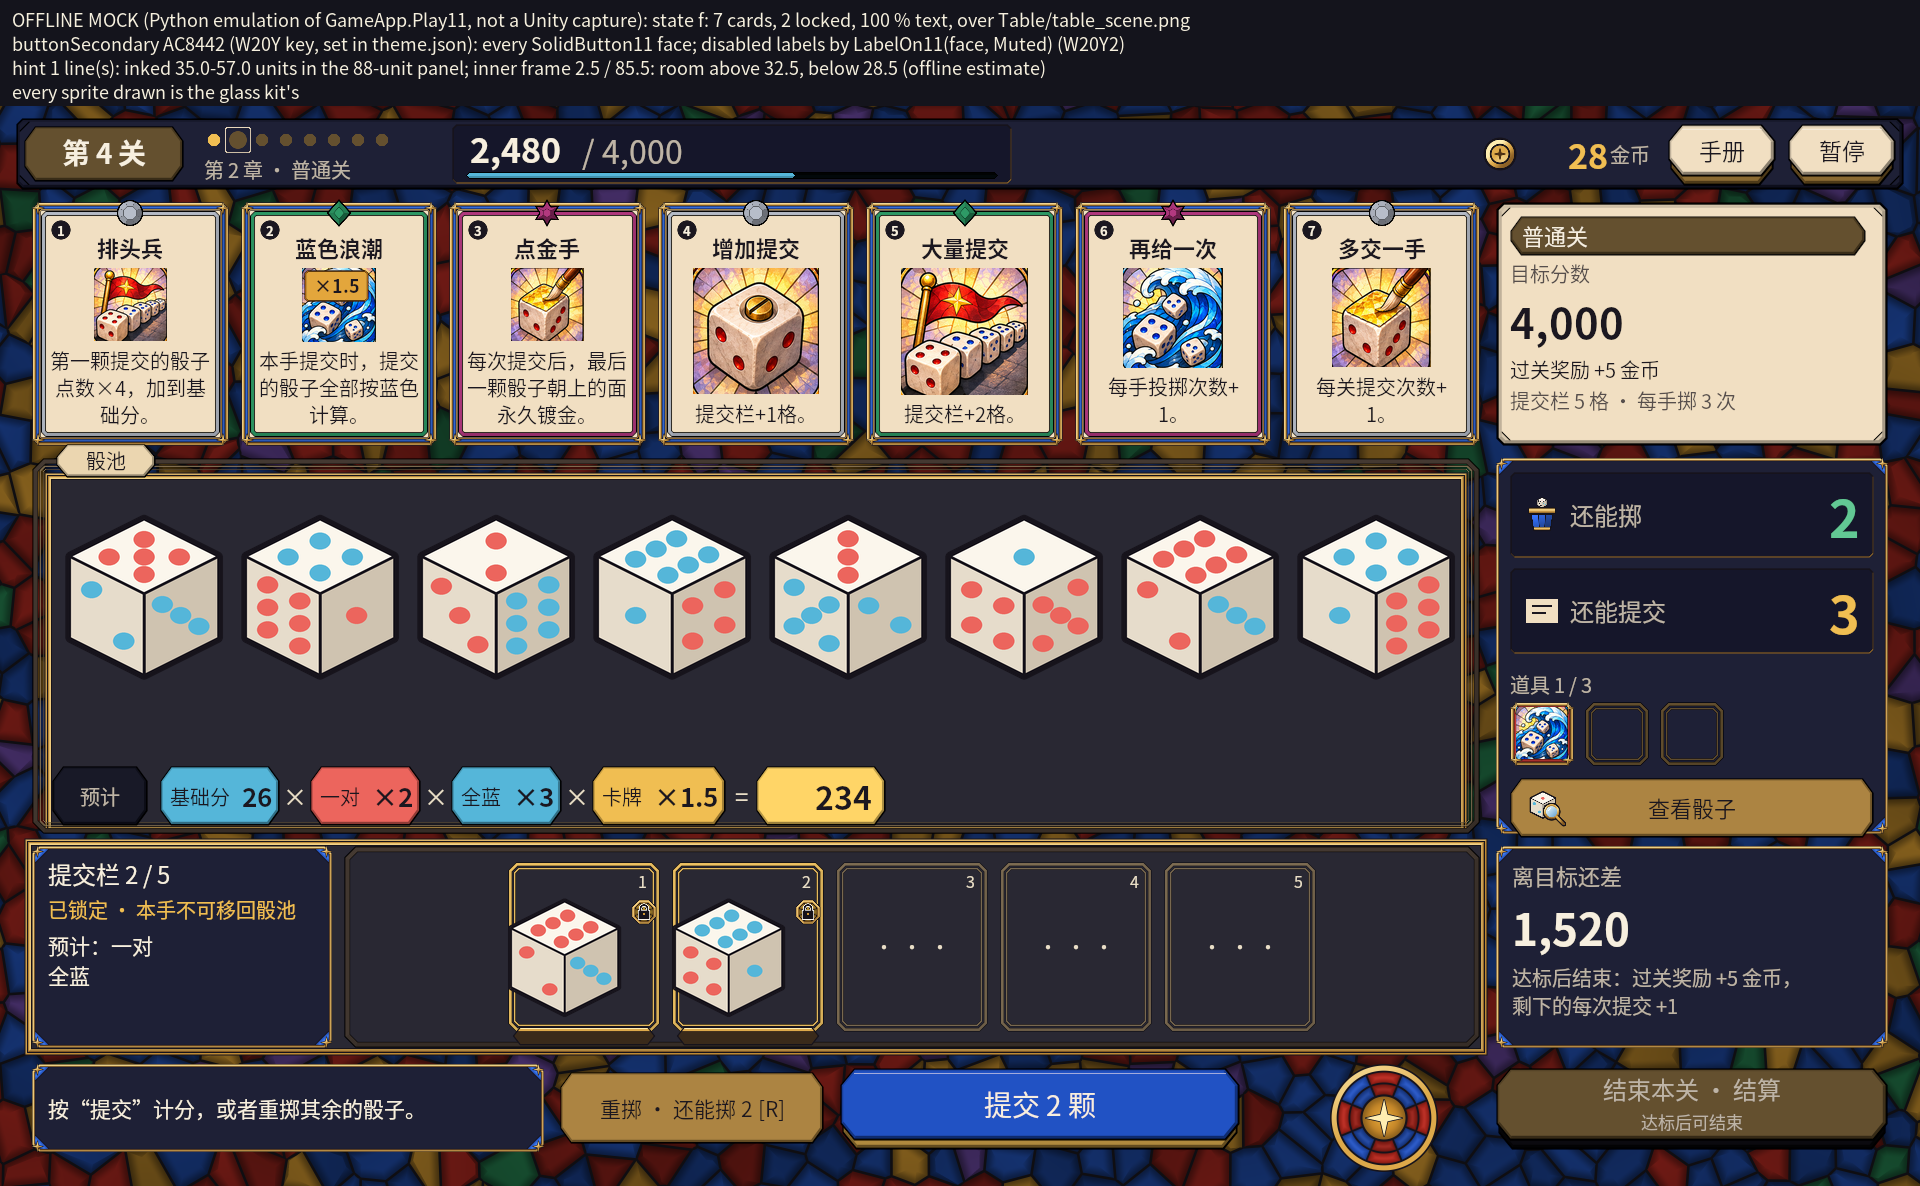 OFFLINE MOCK (Python emulation of GameApp.Play11, not a Unity capture): state f: 7 cards, 2 locked, 100 % text, over Table/table_scene.png
buttonSecondary AC8442 (W20Y key, set in theme.json): every SolidButton11 face; disabled labels by LabelOn11(face, Muted) (W20Y2)
hint 1 line(s): inked 35.0-57.0 units in the 88-unit panel; inner frame 2.5 / 85.5: room above 32.5, below 28.5 (offline estimate)
every sprite drawn is the glass kit's
第 4 关
第 2 章 · 普通关
2,480 / 4,000
28金币
手册
暂停
1
排头兵
第一颗提交的骰子
点数×4，加到基
础分。
2
蓝色浪潮
×1.5
本手提交时，提交
的骰子全部按蓝色
计算。
3
点金手
每次提交后，最后
一颗骰子朝上的面
永久镀金。
4
增加提交
提交栏+1格。
5
大量提交
提交栏+2格。
6
再给一次
每手投掷次数+
1。
7
多交一手
每关提交次数+
1。
普通关
目标分数
4,000
过关奖励 +5 金币
提交栏 5 格 · 每手掷 3 次
骰池
预计
基础分 26 × 一对 ×2 × 全蓝 ×3 × 卡牌 ×1.5 = 234
还能掷 2
还能提交 3
道具 1 / 3
查看骰子
提交栏 2 / 5
已锁定 · 本手不可移回骰池
预计：一对
全蓝
1
2
3
4
5
离目标还差
1,520
达标后结束：过关奖励 +5 金币，
剩下的每次提交 +1
按“提交”计分，或者重掷其余的骰子。
重掷 · 还能掷 2 [R]
提交 2 颗
结束本关 · 结算
达标后可结束